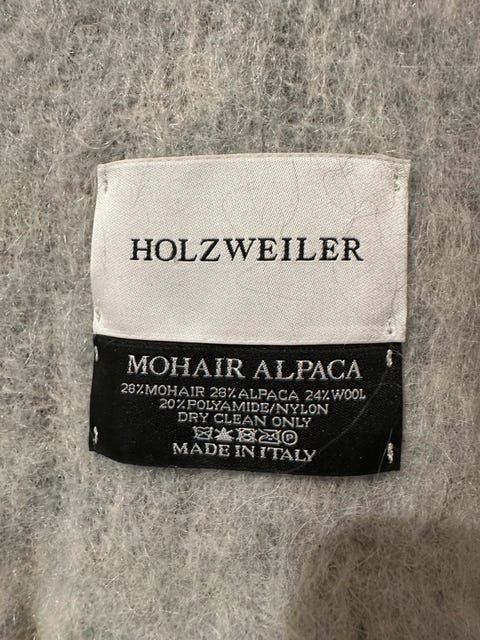 HOLZWEILER
MOHAIR ALPACA
28%MOHAIR 28%ALPACA 24%WOOL
20%POLYAMIDE/NYLON
DRY CLEAN ONLY
MADE IN ITALY